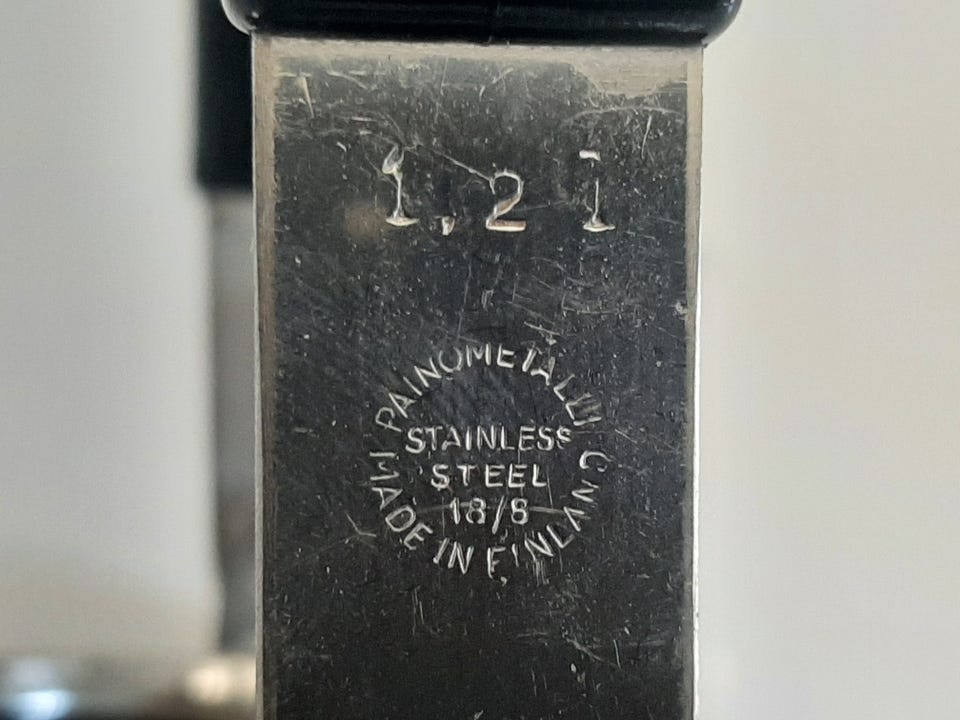 1,2 l
PAINOMETALLI
STAINLESS
STEEL
18/8
MADE IN FINLAND